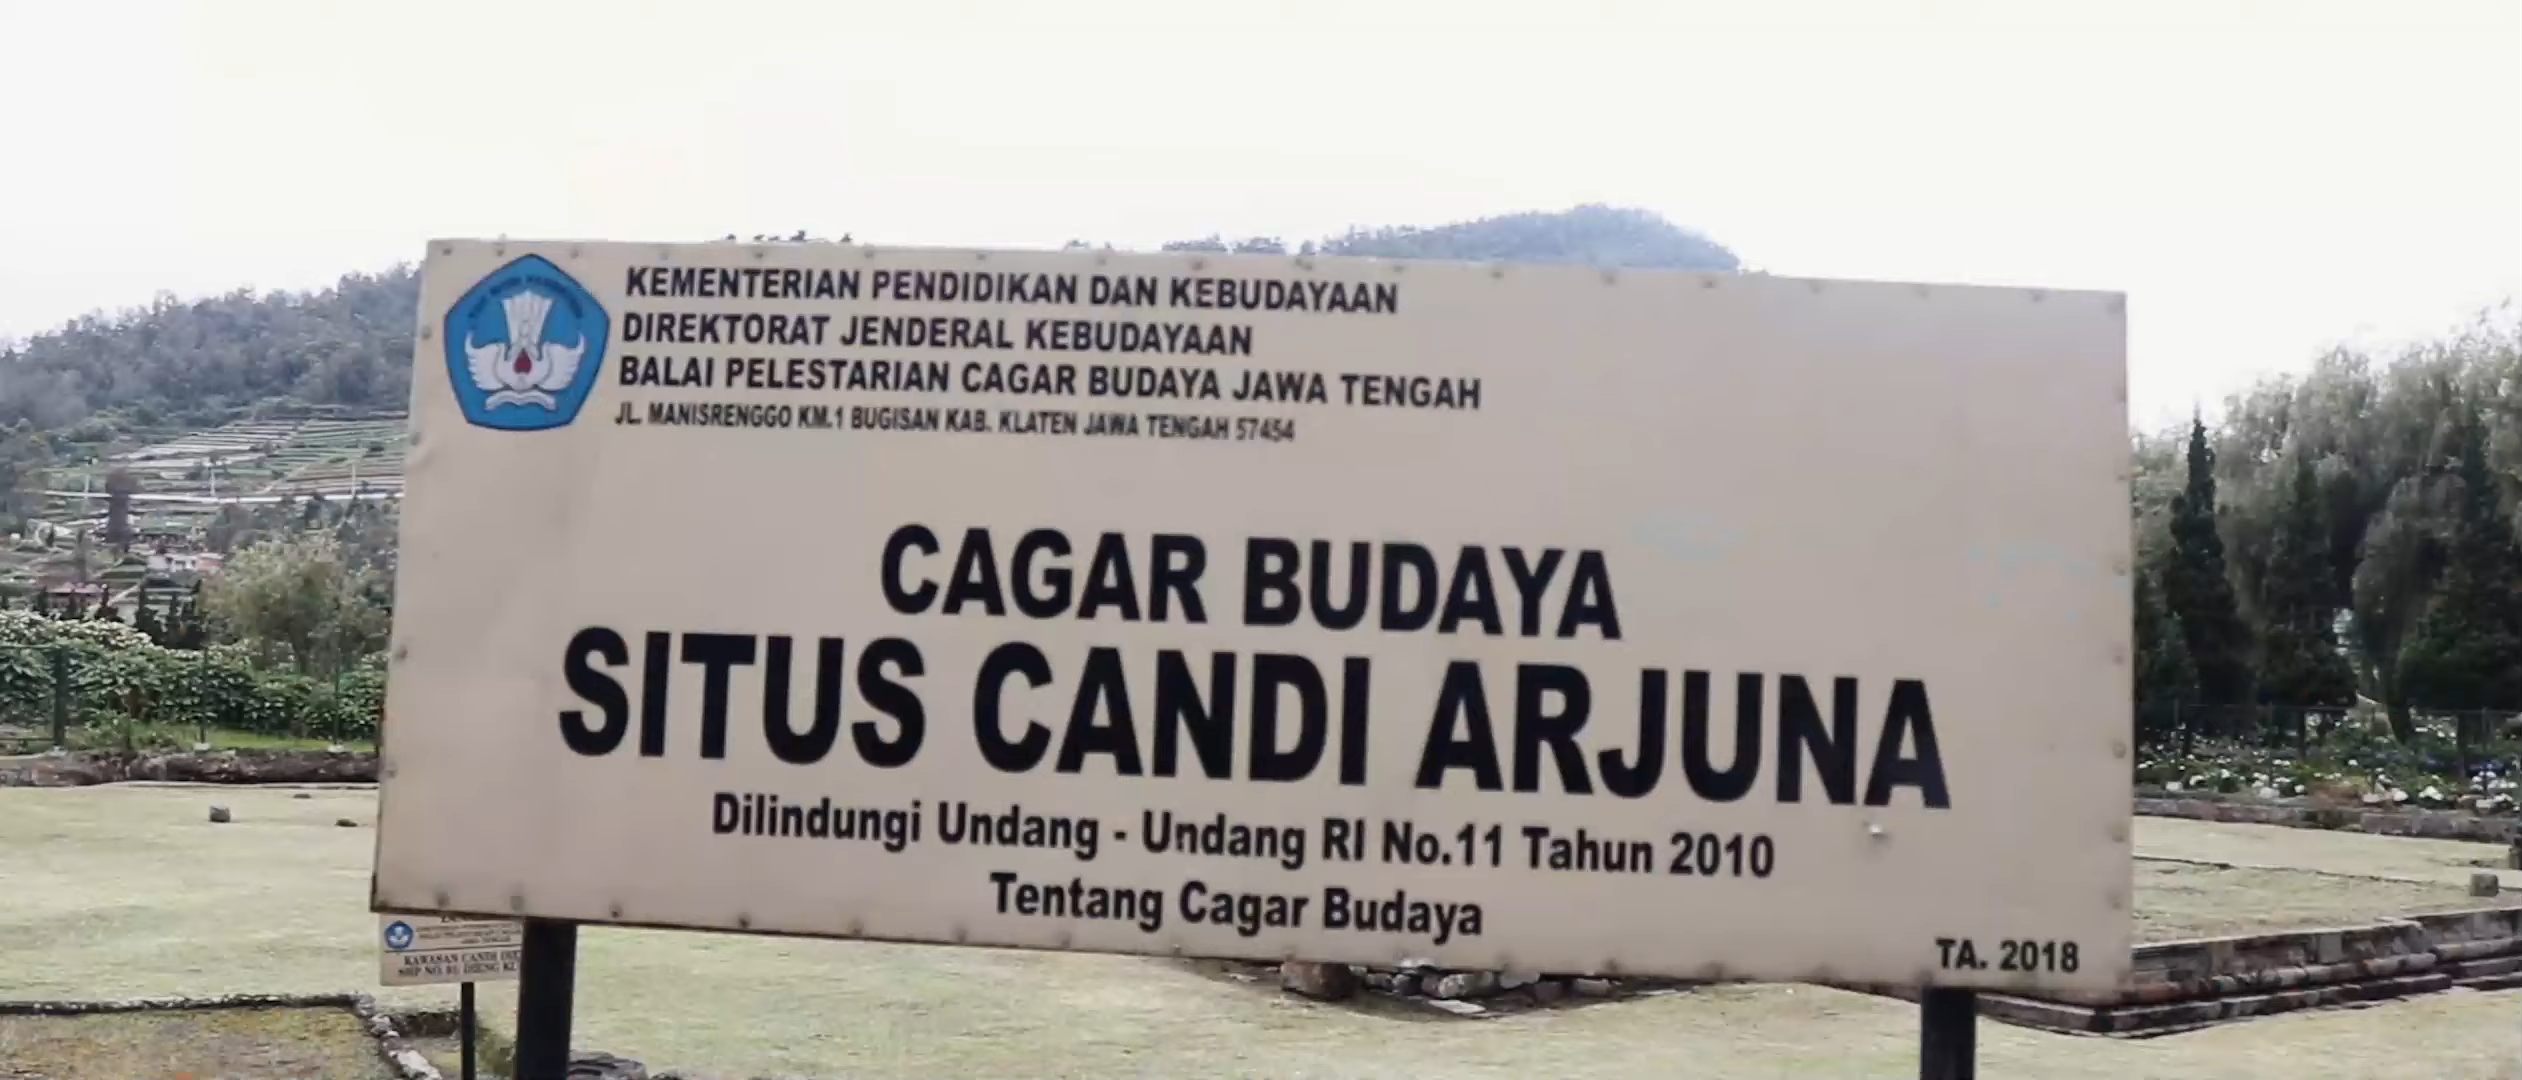 KEMENTERIAN PENDIDIKAN DAN KEBUDAYAAN
DIREKTORAT JENDERAL KEBUDAYAAN
BALAI PELESTARIAN CAGAR BUDAYA JAWA TENGAH
JL. MANISRENGGO KM.1 BUGISAN KAB. KLATEN JAWA TENGAH 57454
CAGAR BUDAYA
SITUS CANDI ARJUNA
Dilindungi Undang - Undang RI No.11 Tahun 2010
Tentang Cagar Budaya
TA. 2018
KAWASAN CANDI